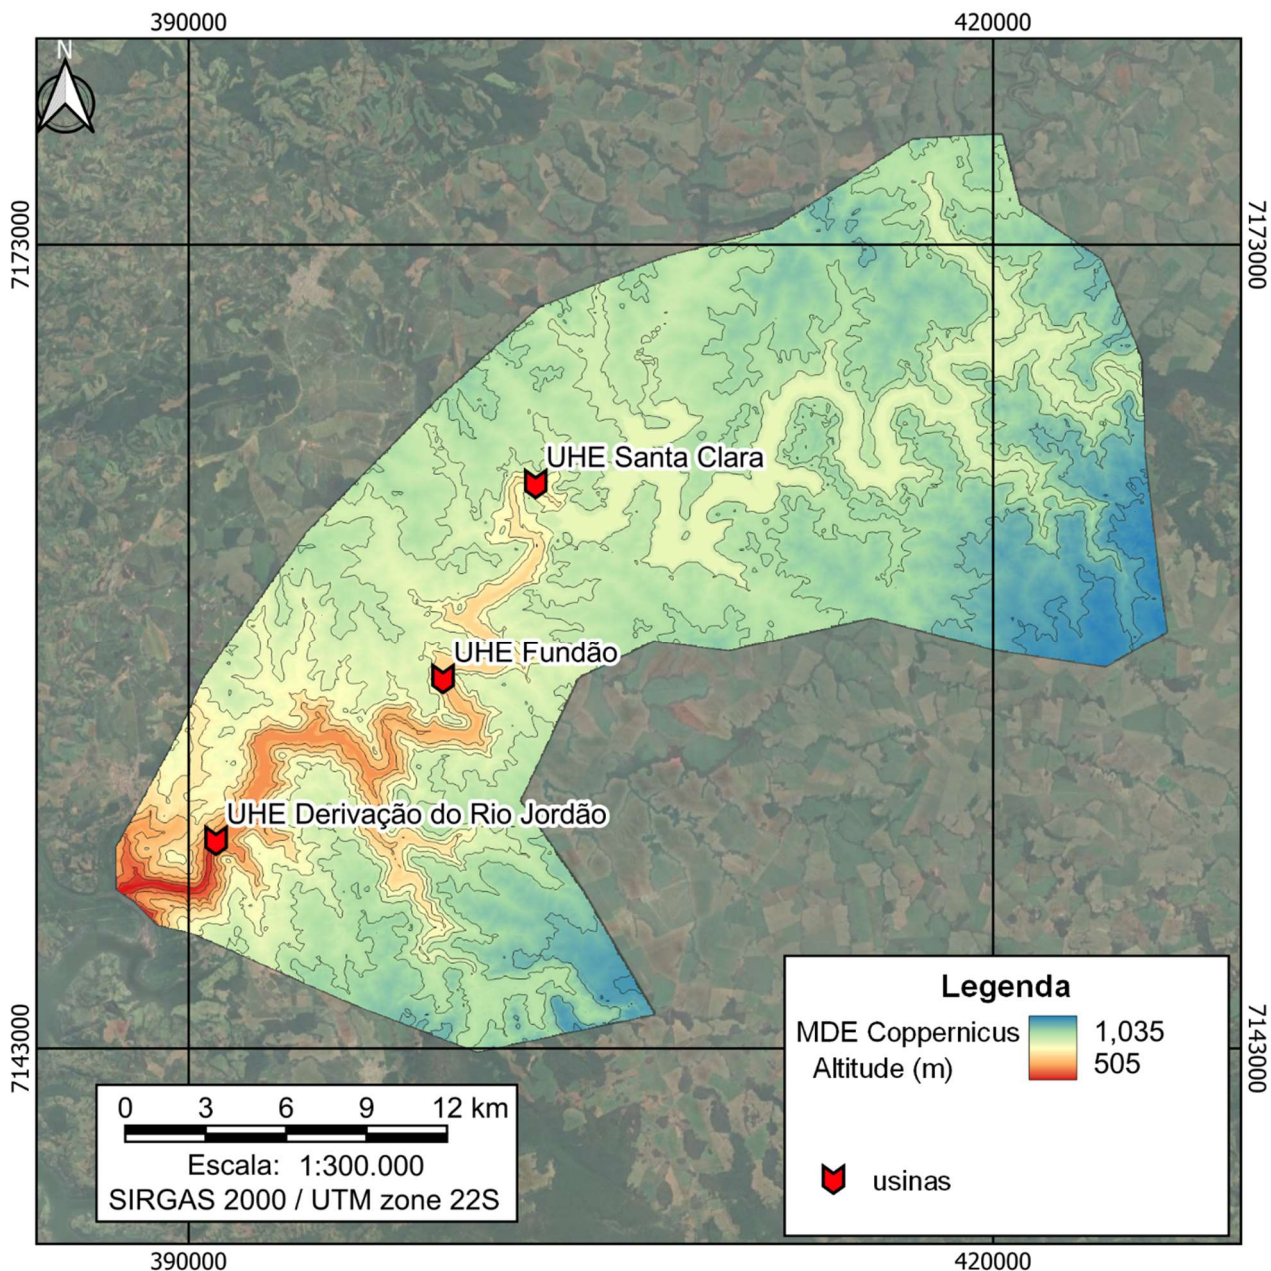 390000
420000
N
7173000
7173000
UHE Santa Clara
UHE Fundão
UHE Derivação do Rio Jordão
7143000
7143000
Legenda
MDE Coppernicus
Altitude (m)
1,035
505
usinas
0 3 6 9 12 km
Escala: 1:300.000
SIRGAS 2000 / UTM zone 22S
390000
420000